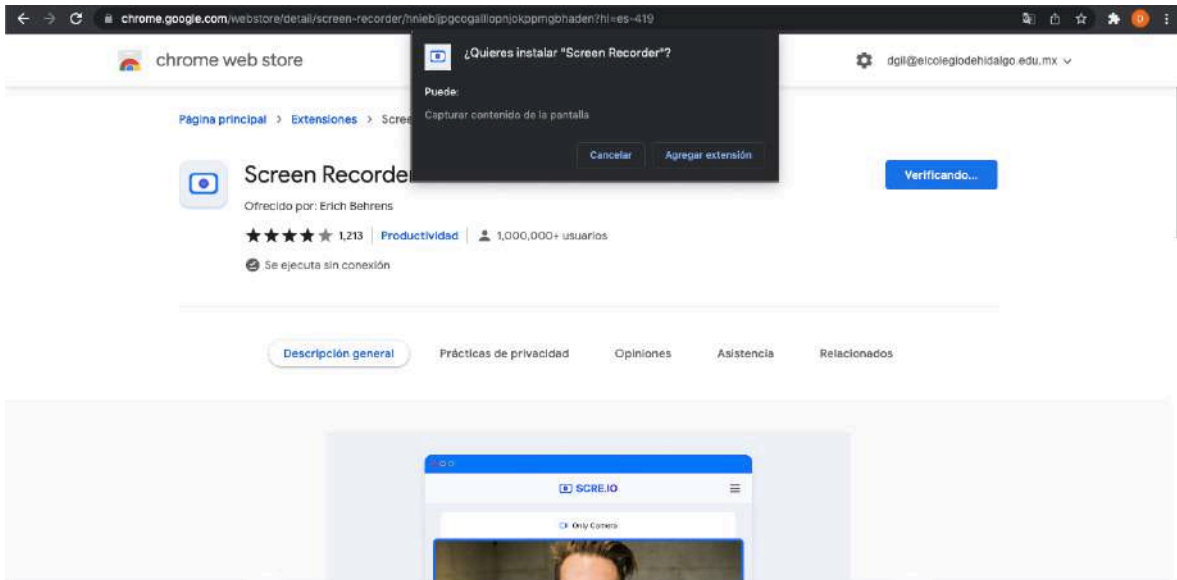 chrome.google.com/webstore/detail/screen-recorder/hniebljpgcogalllopnjokppmgbhaden?hl=es-419
chrome web store
¿Quieres instalar "Screen Recorder"?
Puede:
Capturar contenido de la pantalla
Cancelar Agregar extensión
dgil@elcolegiodehidalgo.edu.mx
Página principal > Extensiones > Scree
Screen Recorde
Verificando...
Ofrecido por: Erich Behrens
1,213 Productividad 1,000,000+ usuarios
Se ejecuta sin conexión
Descripción general Prácticas de privacidad Opiniones Asistencia Relacionados
SCRE.IO
Only Camera